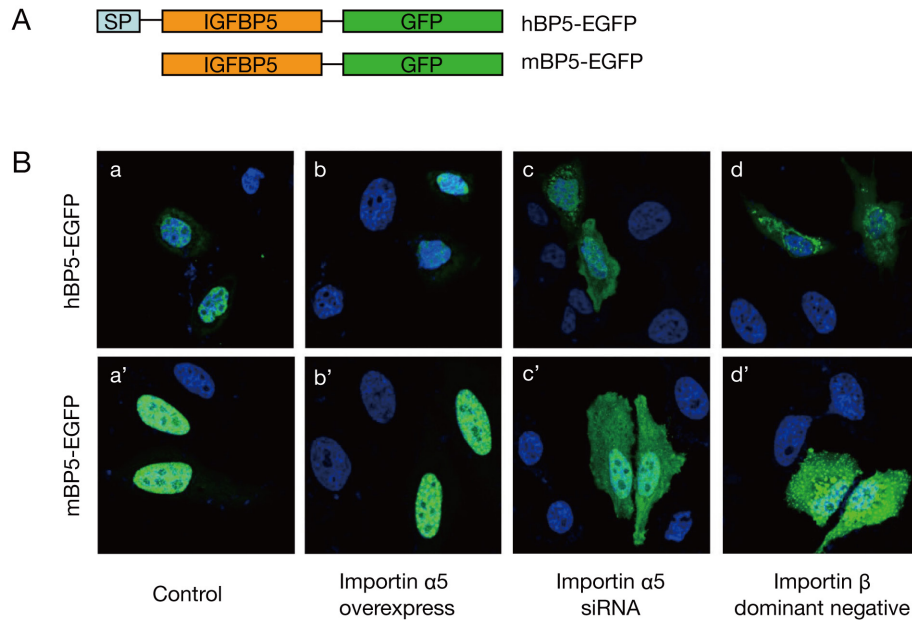 A
SP IGFBP5 GFP hBP5-EGFP
IGFBP5 GFP mBP5-EGFP
B
hBP5-EGFP
a b c d
mBP5-EGFP
a’ b’ c’ d’
Control
Importin α5
overexpress
Importin α5
siRNA
Importin β
dominant negative